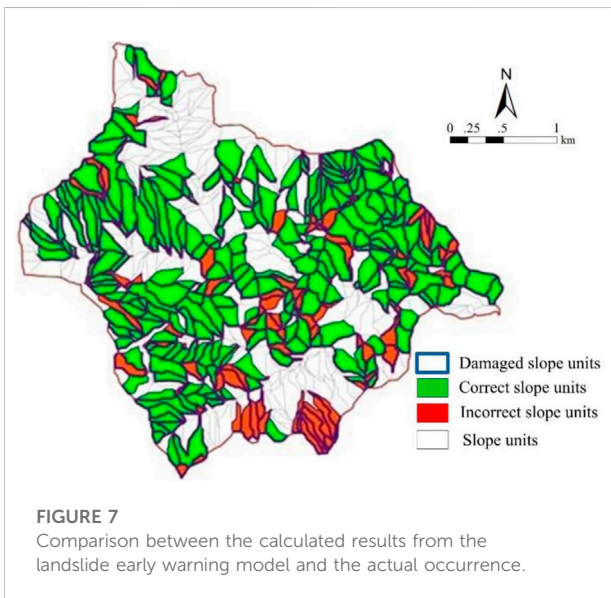 N
0 .25 .5 1
km
Damaged slope units
Correct slope units
Incorrect slope units
Slope units
FIGURE 7
Comparison between the calculated results from the
landslide early warning model and the actual occurrence.